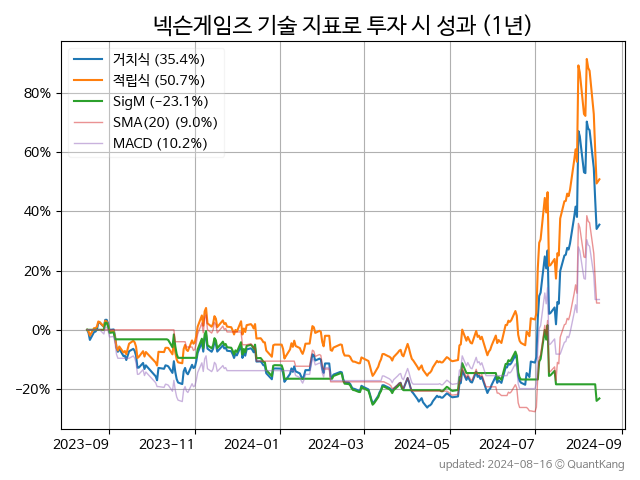 넥슨게임즈 기술 지표로 투자 시 성과 (1년)
거치식 (35.4%)
적립식 (50.7%)
SigM (−23.1%)
SMA(20) (9.0%)
MACD (10.2%)
80%
60%
40%
20%
0%
−20%
2023-09 2023-11 2024-01 2024-03 2024-05 2024-07 2024-09
updated: 2024-08-16 © QuantKang